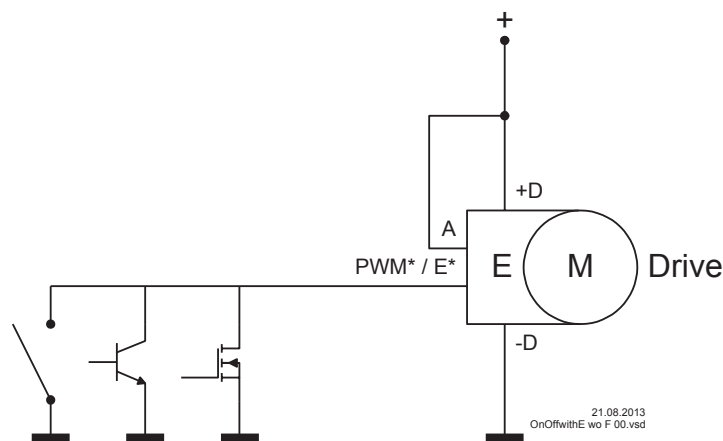 +
+D
A
PWM* / E*
E
M
Drive
-D
21.08.2013
OnOffwithE wo F 00.vsd